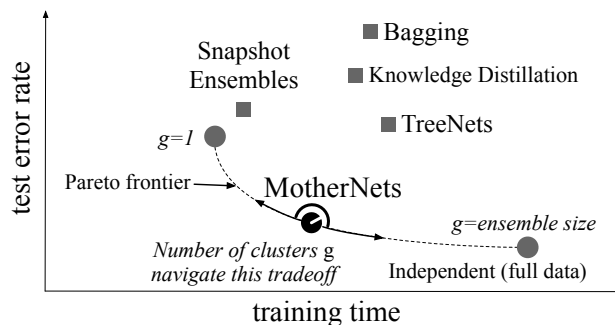 Bagging
Snapshot
Ensembles
Knowledge Distillation
TreeNets
g=1
Pareto frontier
MotherNets
g=ensemble size
Number of clusters g
navigate this tradeoff
Independent (full data)
test error rate
training time